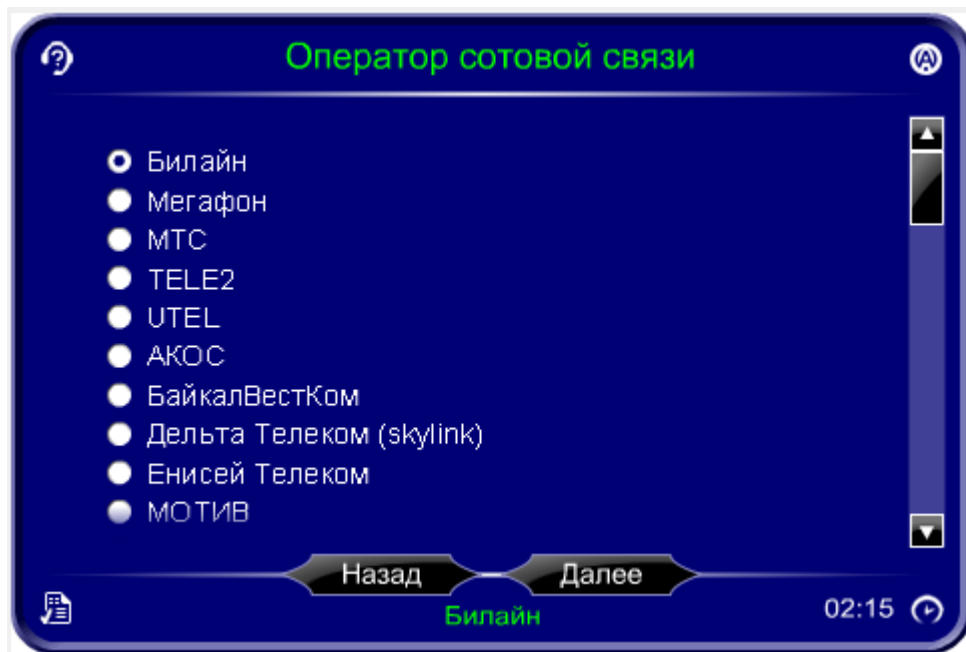 Оператор сотовой связи
Билайн
Мегафон
МТС
TELE2
UTEL
АКОС
БайкалВестКом
Дельта Телеком (skylink)
Енисей Телеком
МОТИВ
Назад Далее
Билайн 02:15